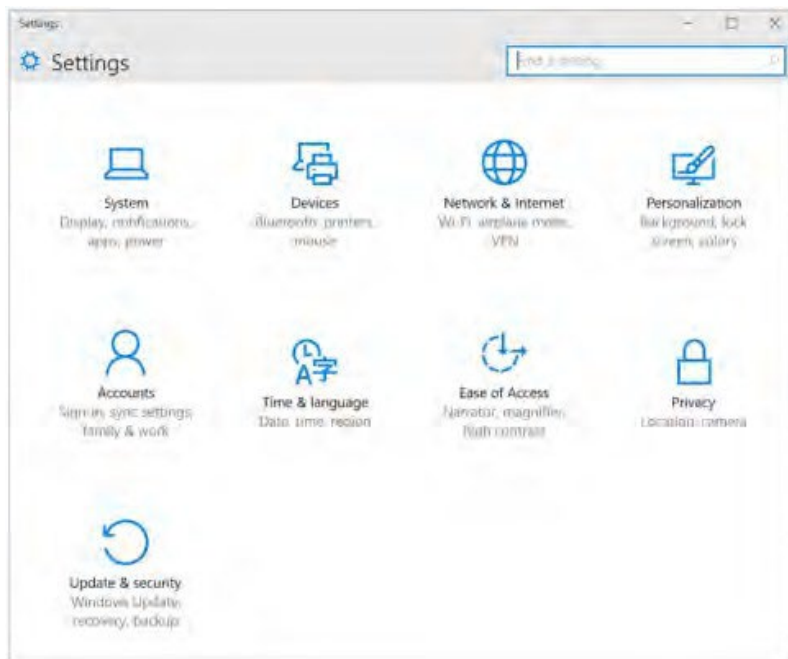 Settings
Settings
Find a setting
System
Display, notifications,
apps, power
Devices
Bluetooth, printers,
mouse
Network & Internet
Wi-Fi, airplane mode,
VPN
Personalization
Background, lock
screen, colors
Accounts
Sign-in, sync settings,
family & work
Time & language
Date, time, region
Ease of Access
Narrator, magnifier,
high contrast
Privacy
Location, camera
Update & security
Windows Update,
recovery, backup